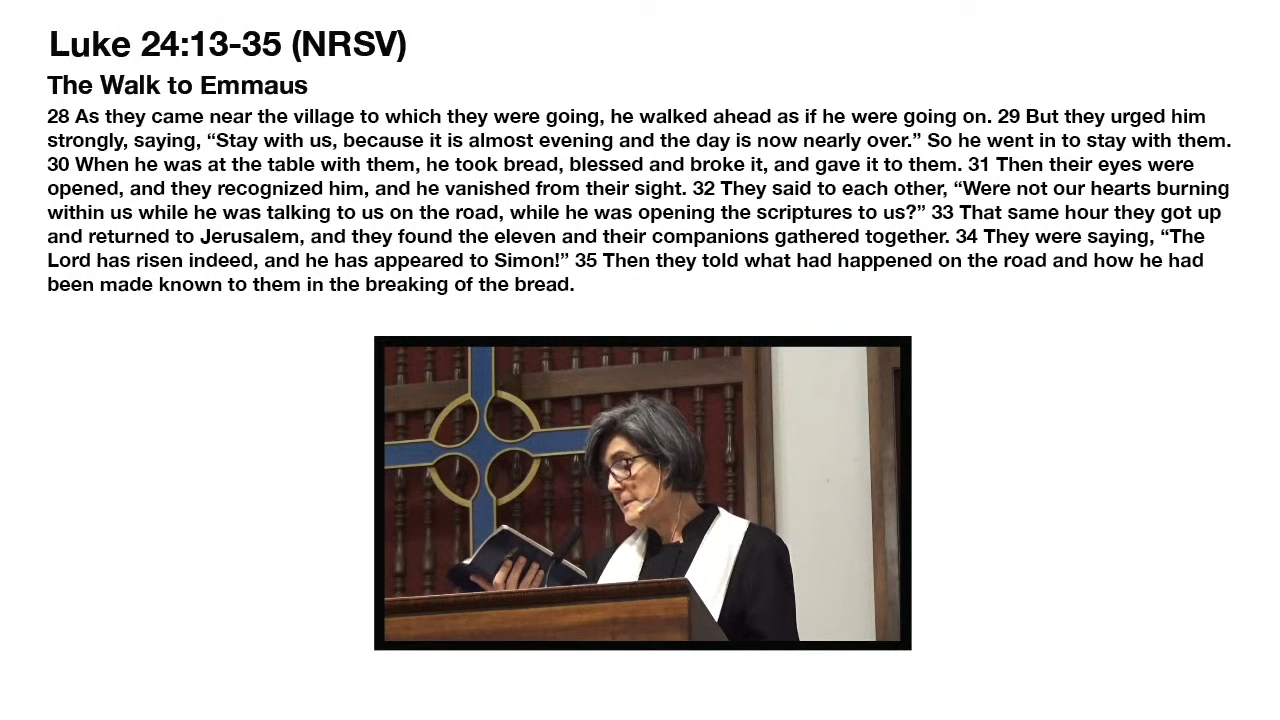 Luke 24:13-35 (NRSV)
The Walk to Emmaus
28 As they came near the village to which they were going, he walked ahead as if he were going on. 29 But they urged him
strongly, saying, “Stay with us, because it is almost evening and the day is now nearly over.” So he went in to stay with them.
30 When he was at the table with them, he took bread, blessed and broke it, and gave it to them. 31 Then their eyes were
opened, and they recognized him, and he vanished from their sight. 32 They said to each other, “Were not our hearts burning
within us while he was talking to us on the road, while he was opening the scriptures to us?” 33 That same hour they got up
and returned to Jerusalem, and they found the eleven and their companions gathered together. 34 They were saying, “The
Lord has risen indeed, and he has appeared to Simon!” 35 Then they told what had happened on the road and how he had
been made known to them in the breaking of the bread.